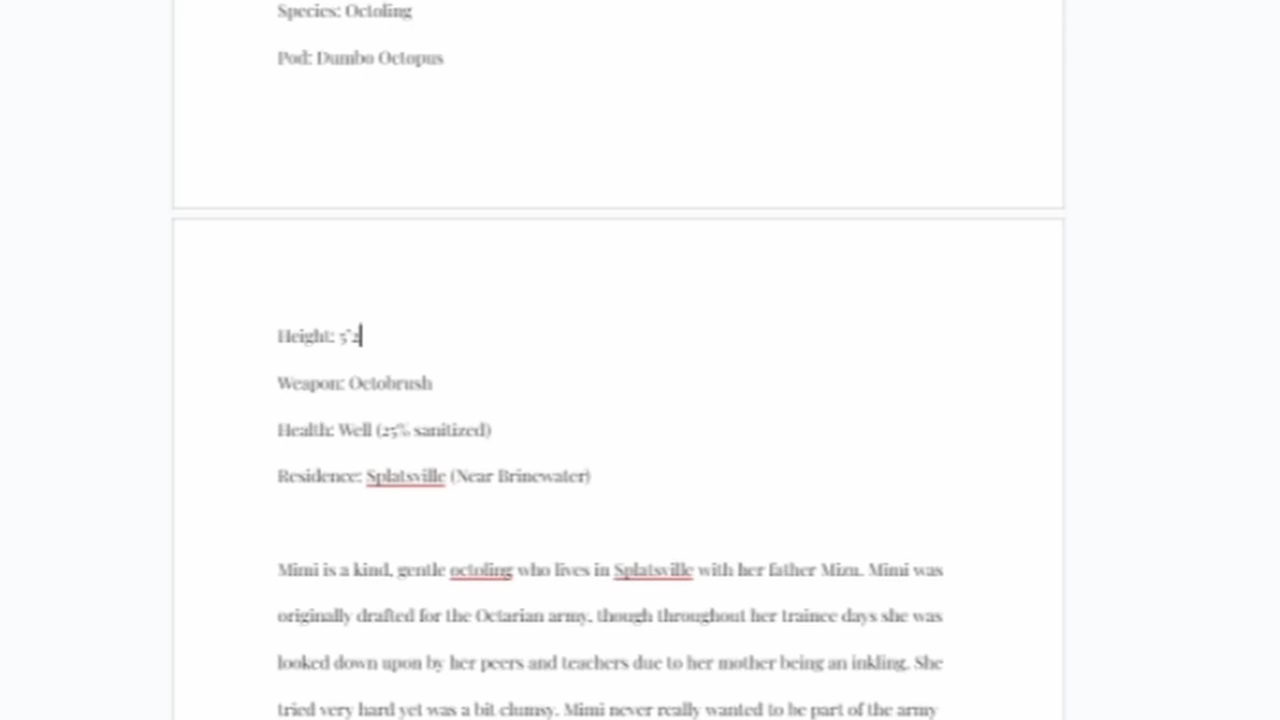 Species: Octoling
Pod: Dumbo Octopus
Height: 5'2
Weapon: Octobrush
Health: Well (25% sanitized)
Residence: Splatsville (Near Brinewater)
Mimi is a kind, gentle octoling who lives in Splatsville with her father Mizu. Mimi was
originally drafted for the Octarian army, though throughout her trainee days she was
looked down upon by her peers and teachers due to her mother being an inkling. She
tried very hard yet was a bit clumsy. Mimi never really wanted to be part of the army